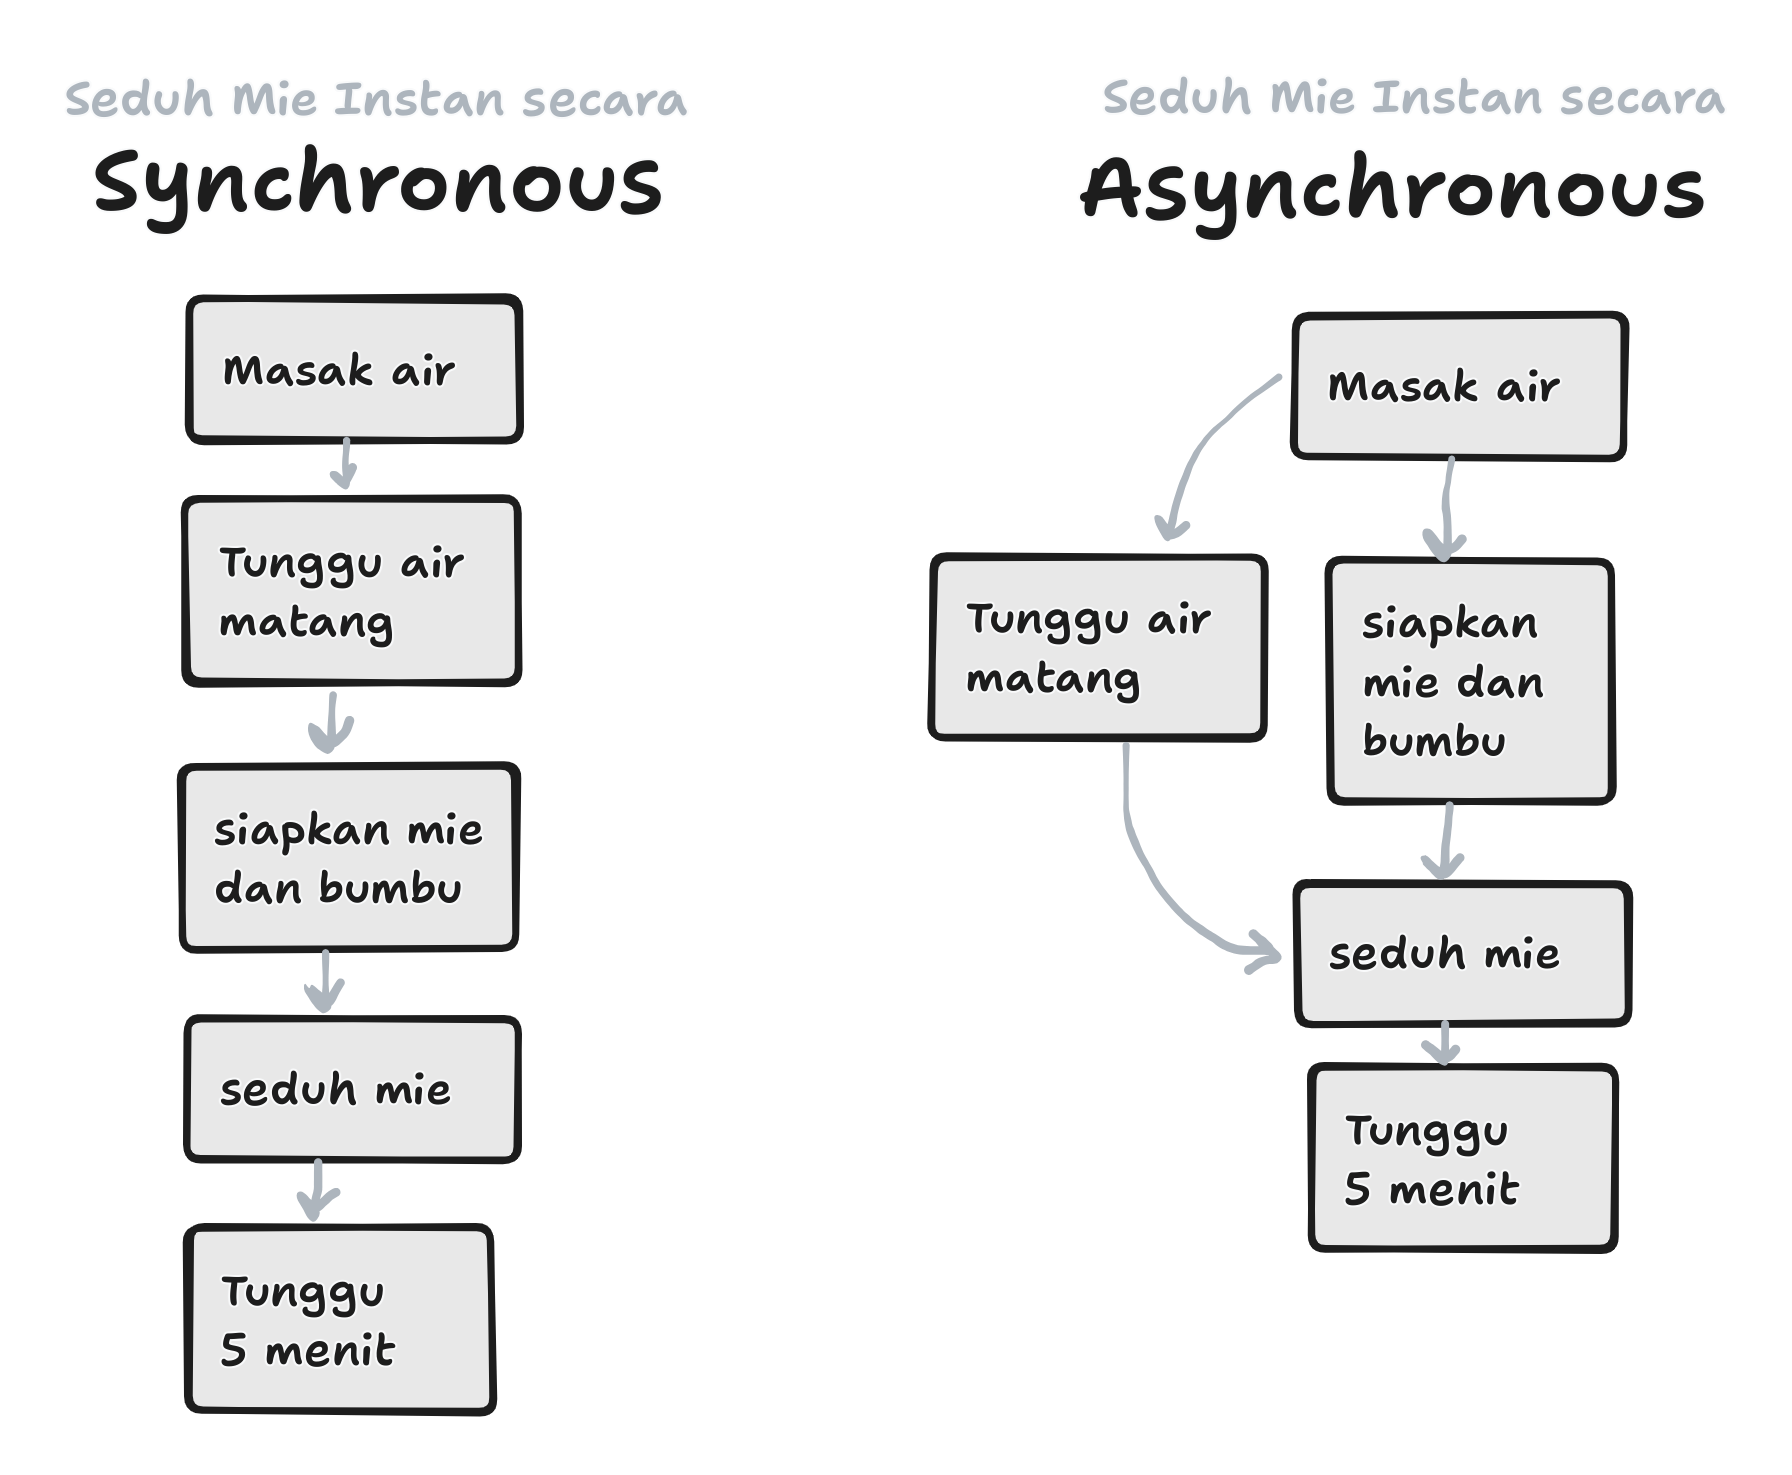 Seduh Mie Instan secara
Synchronous
Masak air
Tunggu air
matang
siapkan mie
dan bumbu
seduh mie
Tunggu
5 menit
Seduh Mie Instan secara
Asynchronous
Masak air
Tunggu air
matang
siapkan
mie dan
bumbu
seduh mie
Tunggu
5 menit